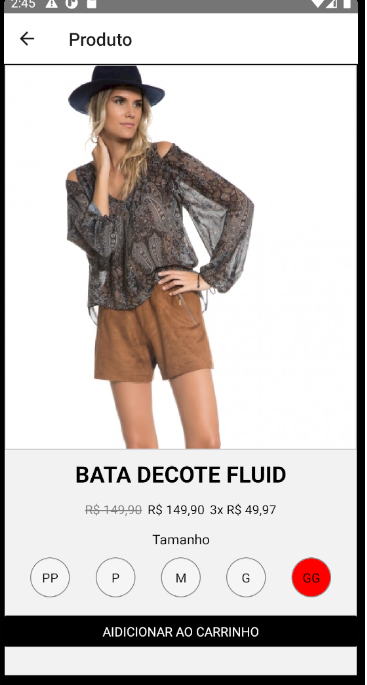 2:45
Produto
BATA DECOTE FLUID
R$ 149,90 R$ 149,90 3x R$ 49,97
Tamanho
PP P M G GG
AIDICIONAR AO CARRINHO